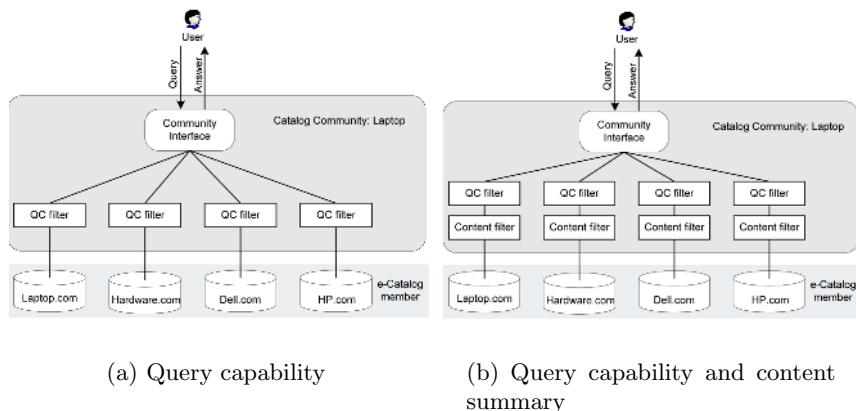 User
Query
Answer
Community
Interface
Catalog Community: Laptop
QC filter
QC filter
QC filter
QC filter
Laptop.com
Hardware.com
Dell.com
HP.com
e-Catalog
member
(a) Query capability
User
Query
Answer
Community
Interface
Catalog Community: Laptop
QC filter
QC filter
QC filter
QC filter
Content filter
Content filter
Content filter
Content filter
Laptop.com
Hardware.com
Dell.com
HP.com
e-Catalog
member
(b) Query capability and content
summary